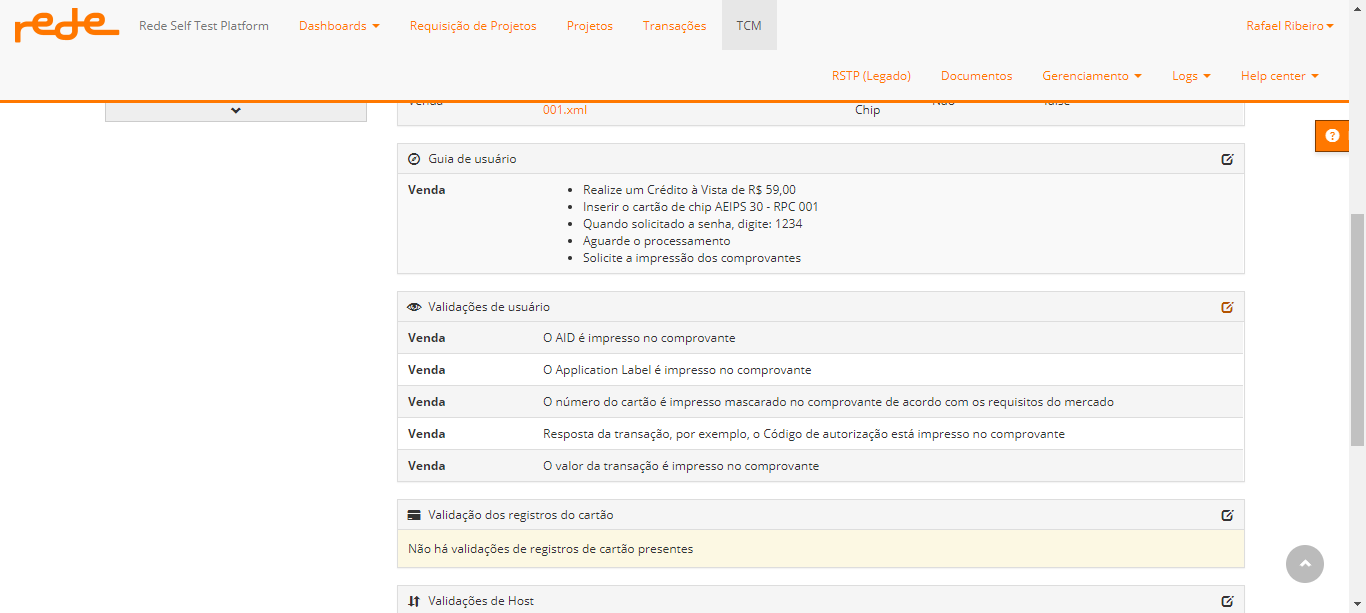 rede Rede Self Test Platform Dashboards Requisição de Projetos Projetos Transações TCM Rafael Ribeiro
RSTP (Legado) Documentos Gerenciamento Logs Help center
Venda 001.xml Chip Não false
Guia de usuário
Venda
Realize um Crédito à Vista de R$ 59,00
Inserir o cartão de chip AEIPS 30 - RPC 001
Quando solicitado a senha, digite: 1234
Aguarde o processamento
Solicite a impressão dos comprovantes
Validações de usuário
Venda O AID é impresso no comprovante
Venda O Application Label é impresso no comprovante
Venda O número do cartão é impresso mascarado no comprovante de acordo com os requisitos do mercado
Venda Resposta da transação, por exemplo, o Código de autorização está impresso no comprovante
Venda O valor da transação é impresso no comprovante
Validação dos registros do cartão
Não há validações de registros de cartão presentes
Validações de Host